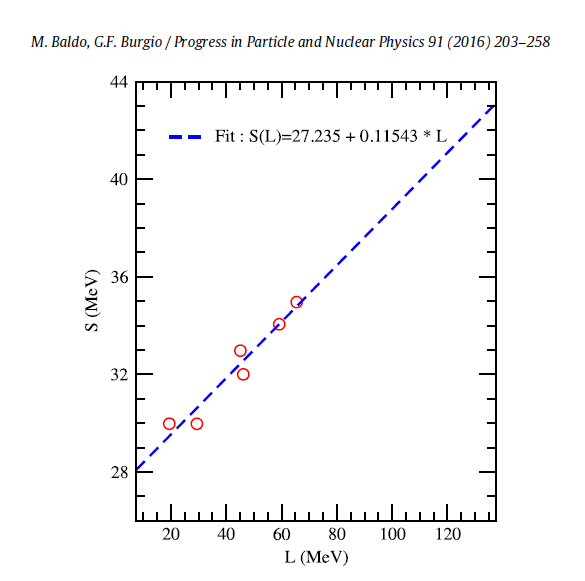 M. Baldo, G.F. Burgio / Progress in Particle and Nuclear Physics 91 (2016) 203–258
44
Fit : S(L)=27.235 + 0.11543 * L
40
36
S (MeV)
32
28
20 40 60 80 100 120
L (MeV)